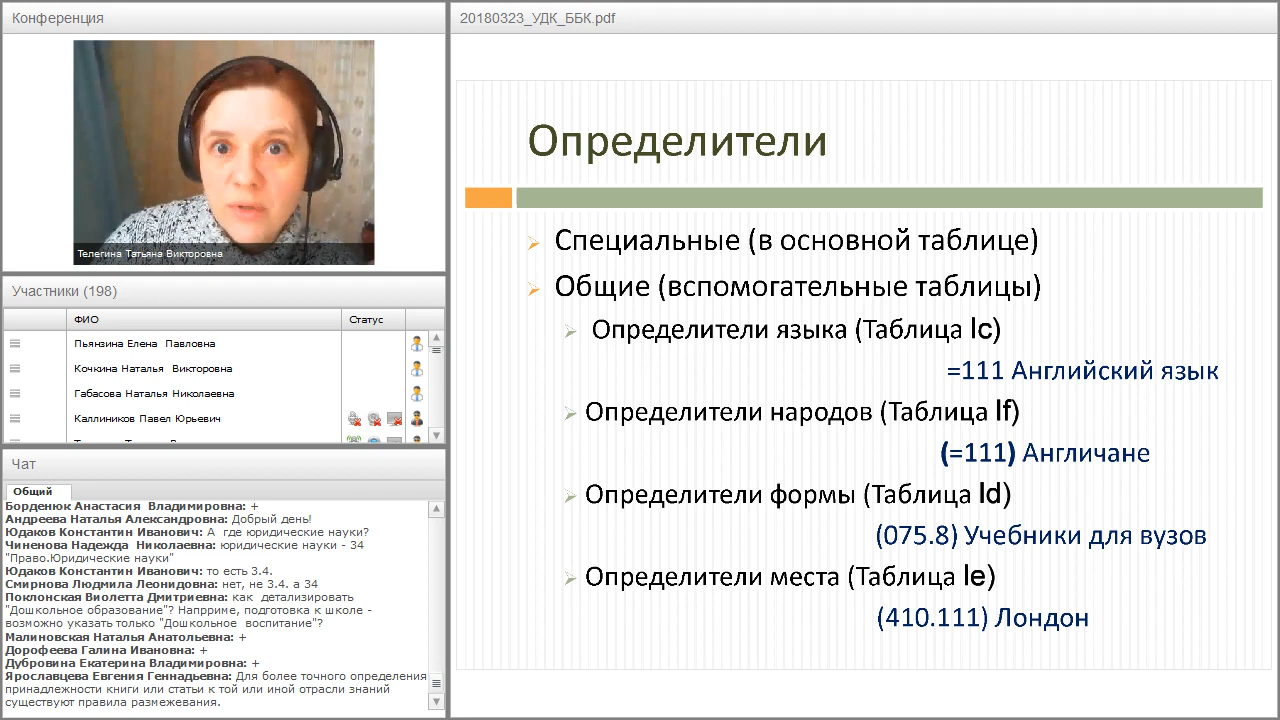 Конференция
Телегина Татьяна Викторовна
Участники (198)
ФИО Статус
Пьянзина Елена Павловна
Кочкина Наталья Викторовна
Габасова Наталья Николаевна
Каллиников Павел Юрьевич
Чат
Общий
Борденюк Анастасия Владимировна: +
Андреева Наталья Александровна: Добрый день!
Юдаков Константин Иванович: А где юридические науки?
Чиненова Надежда Николаевна: юридические науки - 34
"Право.Юридические науки"
Юдаков Константин Иванович: то есть 3.4.
Смирнова Людмила Леонидовна: нет, не 3.4. а 34
Поклонская Виолетта Дмитриевна: как детализировать
"Дошкольное образование"? Напрриме, подготовка к школе -
возможно указать только "Дошкольное воспитание"?
Малиновская Наталья Анатольевна: +
Дорофеева Галина Ивановна: +
Дубровина Екатерина Владимировна: +
Ярославцева Евгения Геннадьевна: Для более точного определения
принадлежности книги или статьи к той или иной отрасли знаний
существуют правила размежевания.
20180323_УДК_ББК.pdf
Определители
Специальные (в основной таблице)
Общие (вспомогательные таблицы)
Определители языка (Таблица Ic)
=111 Английский язык
Определители народов (Таблица If)
(=111) Англичане
Определители формы (Таблица Id)
(075.8) Учебники для вузов
Определители места (Таблица Ie)
(410.111) Лондон